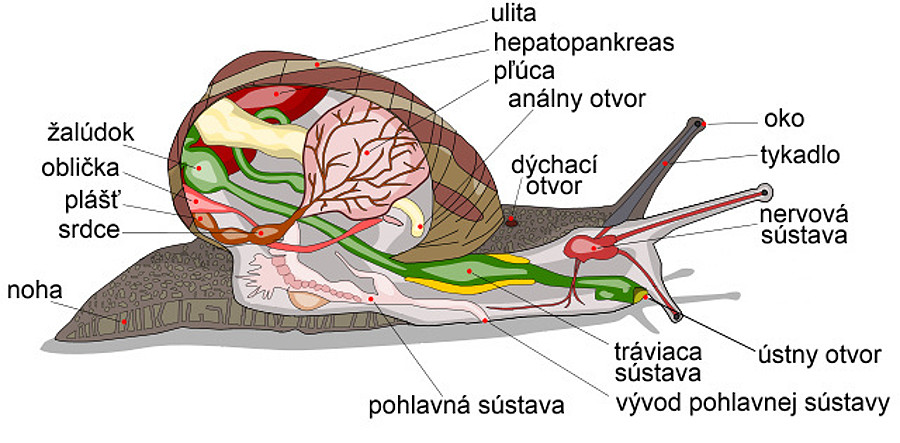 ulita
hepatopankreas
pľúca
análny otvor
oko
tykadlo
dýchací
otvor
nervová
sústava
žalúdok
oblička
plášť
srdce
noha
tráviaca
sústava
ústny otvor
pohlavná sústava
vývod pohlavnej sústavy